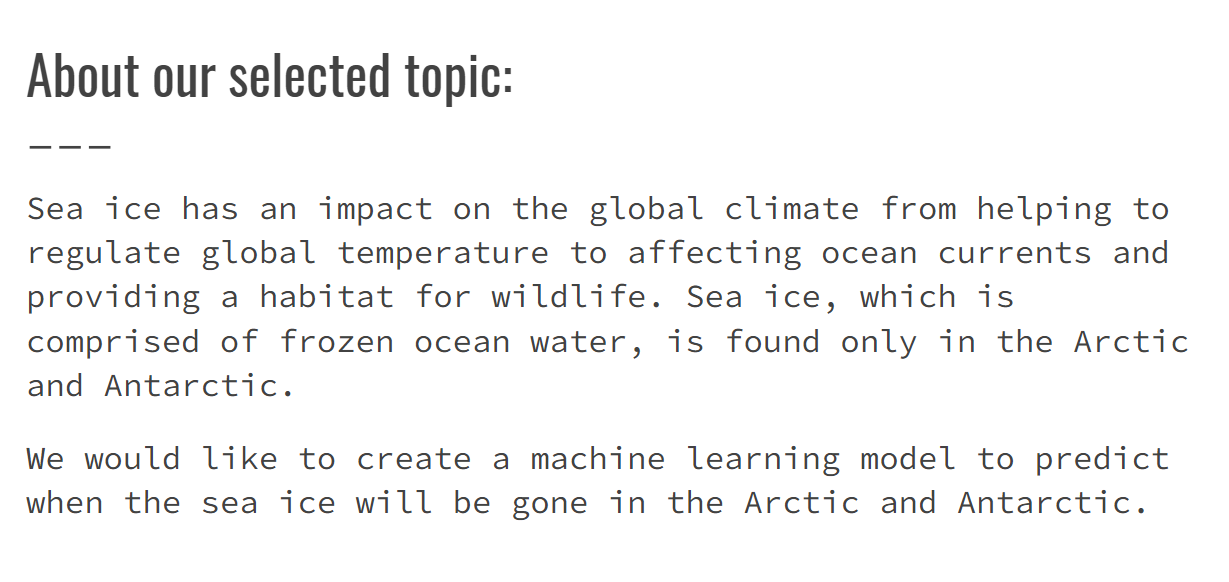 About our selected topic:
———
Sea ice has an impact on the global climate from helping to
regulate global temperature to affecting ocean currents and
providing a habitat for wildlife. Sea ice, which is
comprised of frozen ocean water, is found only in the Arctic
and Antarctic.
We would like to create a machine learning model to predict
when the sea ice will be gone in the Arctic and Antarctic.